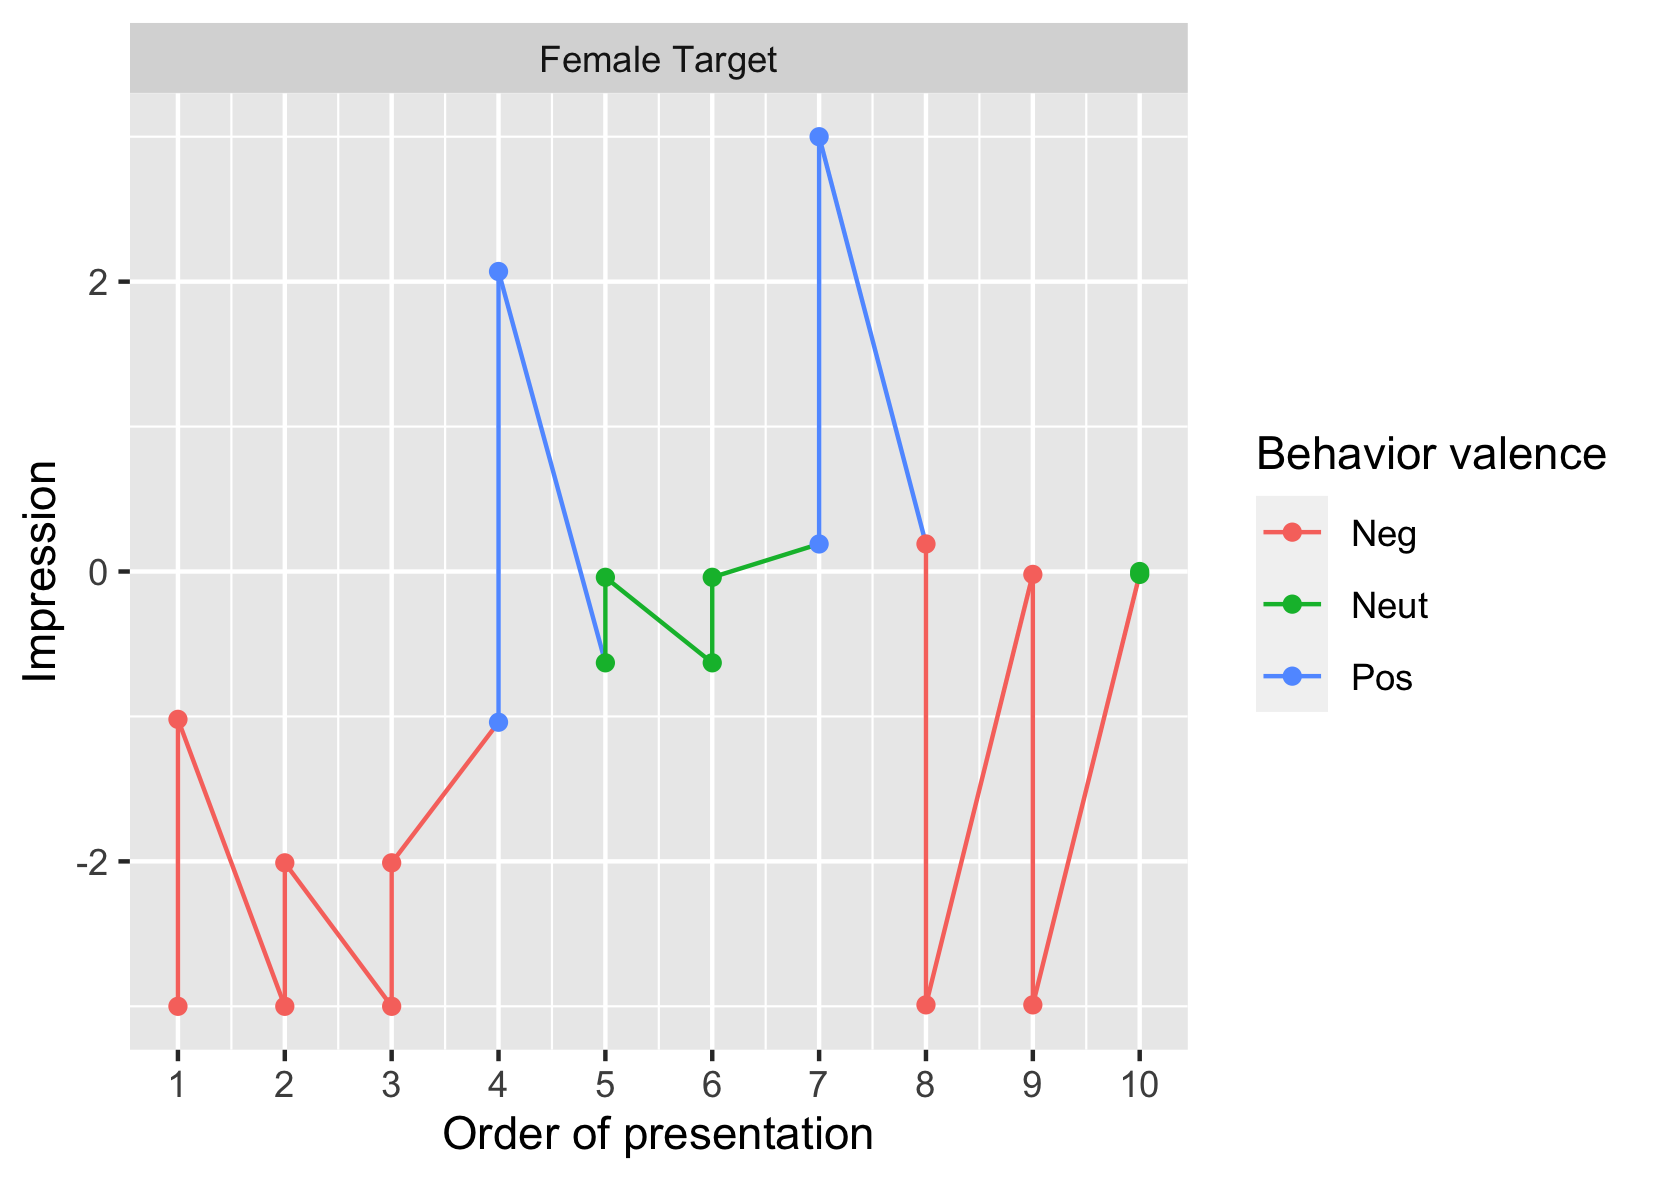 Female Target
Impression
2
0
-2
1 2 3 4 5 6 7 8 9 10
Order of presentation
Behavior valence
Neg
Neut
Pos